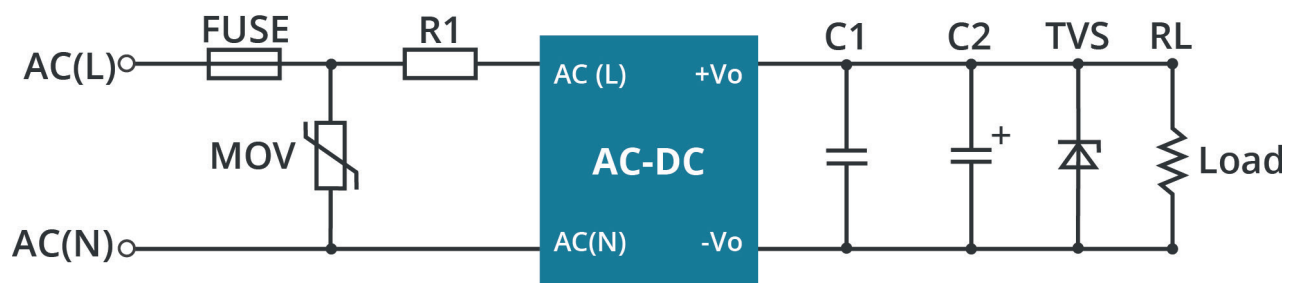 FUSE
R1
C1
C2
TVS
RL
AC(L)
AC (L)
+Vo
MOV
AC-DC
+
Load
AC(N)
AC(N)
-Vo